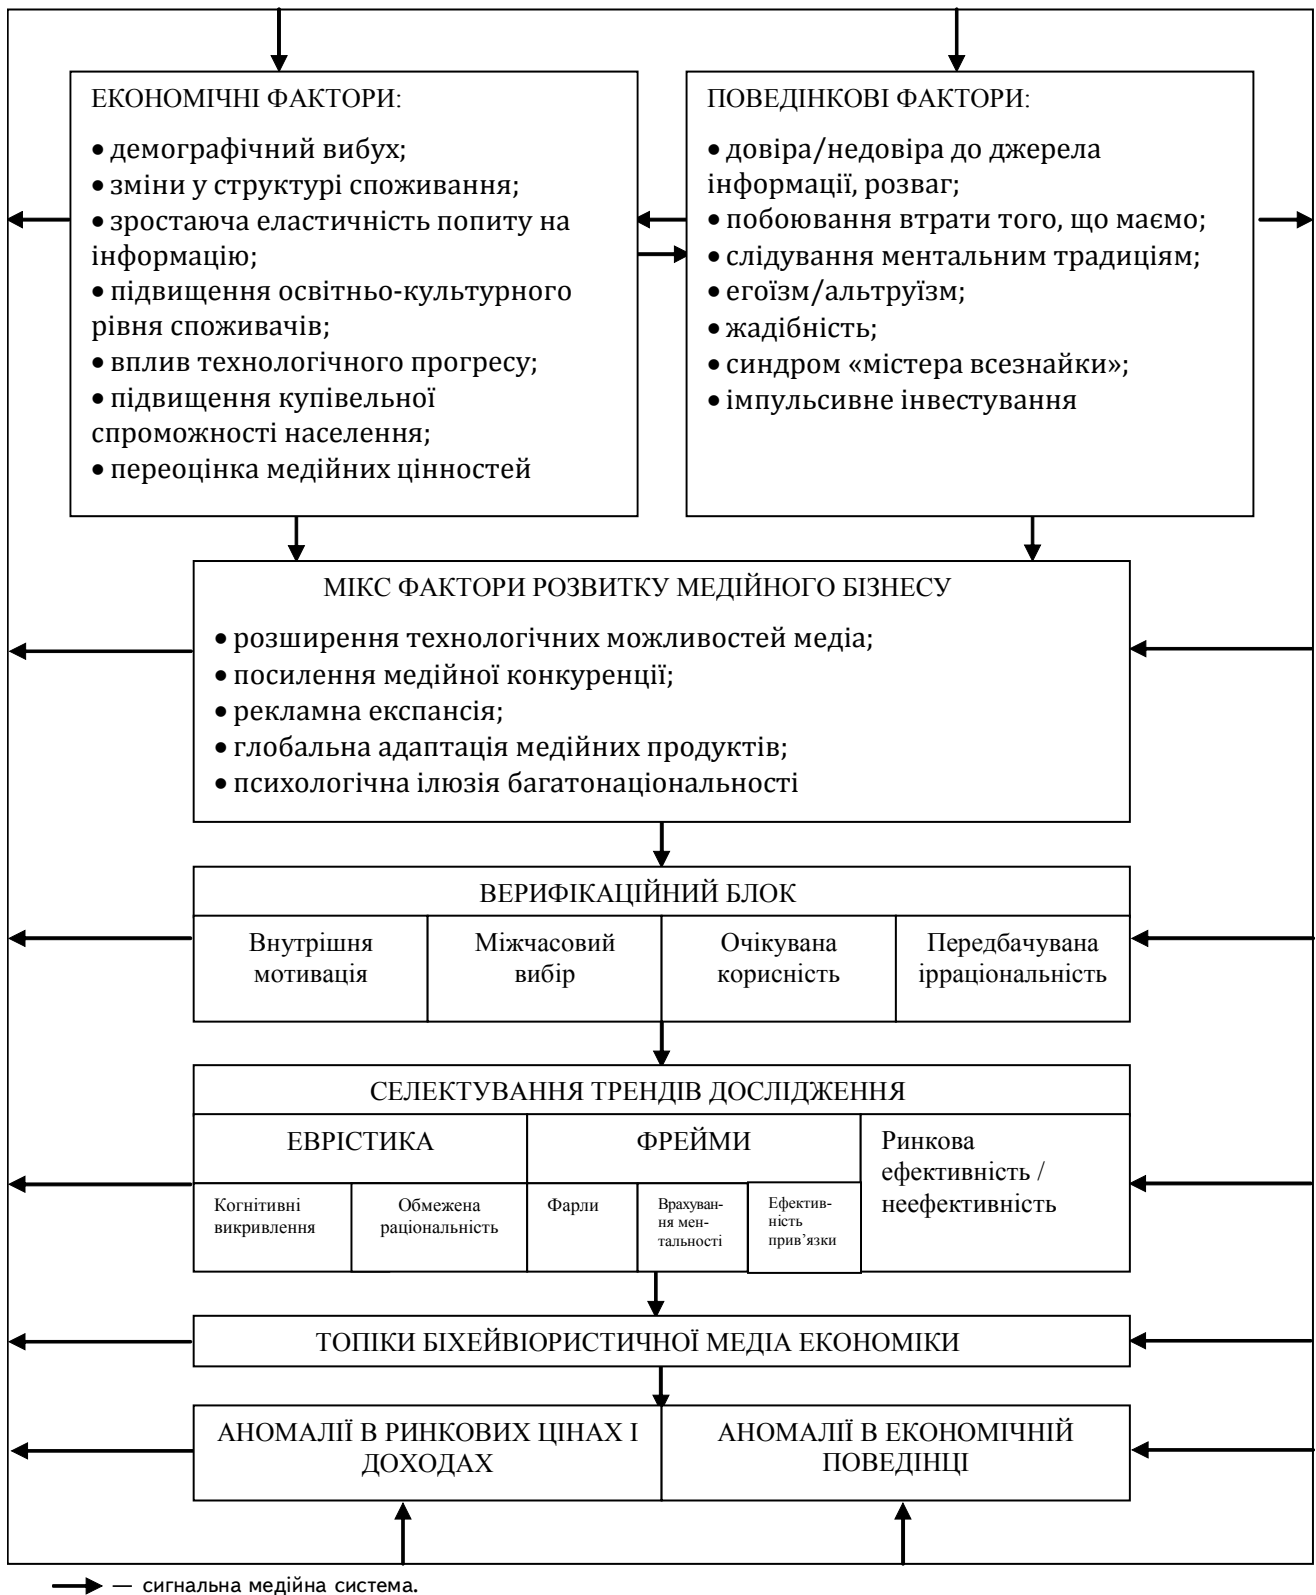 ЕКОНОМІЧНІ ФАКТОРИ:
• демографічний вибух;
• зміни у структурі споживання;
• зростаюча еластичність попиту на
інформацію;
• підвищення освітньо-культурного
рівня споживачів;
• вплив технологічного прогресу;
• підвищення купівельної
спроможності населення;
• переоцінка медійних цінностей
ПОВЕДІНКОВІ ФАКТОРИ:
• довіра/недовіра до джерела
інформації, розваг;
• побоювання втрати того, що маємо;
• слідування ментальним традиціям;
• егоїзм/альтруїзм;
• жадібність;
• синдром «містера всезнайки»;
• імпульсивне інвестування
МІКС ФАКТОРИ РОЗВИТКУ МЕДІЙНОГО БІЗНЕСУ
• розширення технологічних можливостей медіа;
• посилення медійної конкуренції;
• рекламна експансія;
• глобальна адаптація медійних продуктів;
• психологічна ілюзія багатонаціональності
ВЕРИФІКАЦІЙНИЙ БЛОК
Внутрішня
мотивація
Міжчасовий
вибір
Очікувана
корисність
Передбачувана
ірраціональність
СЕЛЕКТУВАННЯ ТРЕНДІВ ДОСЛІДЖЕННЯ
ЕВРІСТИКА
Когнітивні
викривлення
Обмежена
раціональність
ФРЕЙМИ
Фарли
Врахуван-
ня мен-
тальності
Ефектив-
ність
прив’язки
Ринкова
ефективність /
неефективність
ТОПІКИ БІХЕЙВІОРИСТИЧНОЇ МЕДІА ЕКОНОМІКИ
АНОМАЛІЇ В РИНКОВИХ ЦІНАХ І
ДОХОДАХ
АНОМАЛІЇ В ЕКОНОМІЧНІЙ
ПОВЕДІНЦІ
— сигнальна медійна система.